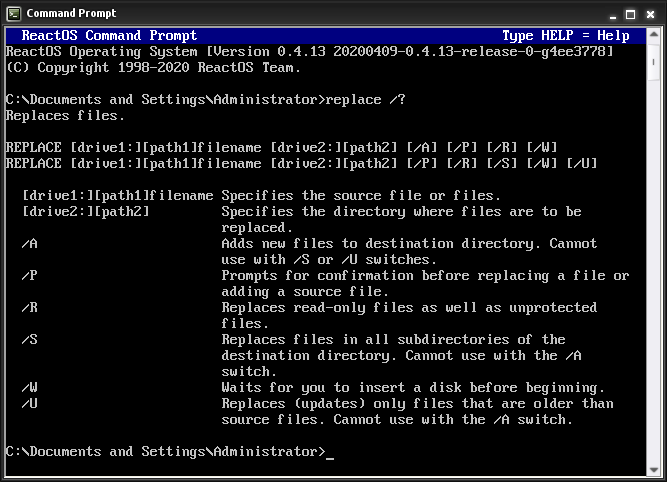 Command Prompt
ReactOS Command Prompt Type HELP = Help
ReactOS Operating System [Version 0.4.13 20200409-0.4.13-release-0-g4ee3778]
(C) Copyright 1998-2020 ReactOS Team.
C:\Documents and Settings\Administrator>replace /?
Replaces files.
REPLACE [drive1:][path1]filename [drive2:][path2] [/A] [/P] [/R] [/W]
REPLACE [drive1:][path1]filename [drive2:][path2] [/P] [/R] [/S] [/W] [/U]
[drive1:][path1]filename Specifies the source file or files.
[drive2:][path2] Specifies the directory where files are to be
replaced.
/A Adds new files to destination directory. Cannot
use with /S or /U switches.
/P Prompts for confirmation before replacing a file or
adding a source file.
/R Replaces read-only files as well as unprotected
files.
/S Replaces files in all subdirectories of the
destination directory. Cannot use with the /A
switch.
/W Waits for you to insert a disk before beginning.
/U Replaces (updates) only files that are older than
source files. Cannot use with the /A switch.
C:\Documents and Settings\Administrator>_